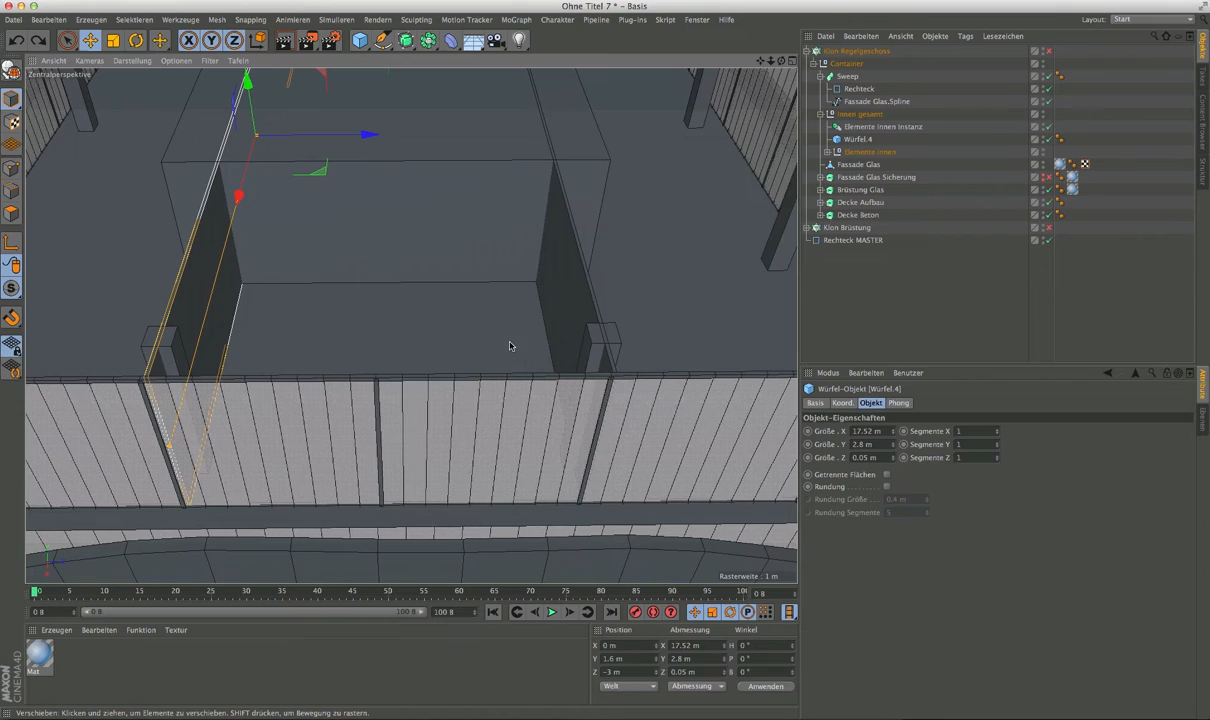 Ohne Titel 7 * - Basis
Datei Bearbeiten Erzeugen Selektieren Werkzeuge Mesh Snapping Animieren Simulieren Rendern Sculpting Motion Tracker MoGraph Charakter Pipeline Plug-ins Skript Fenster Hilfe Layout: Start
Ansicht Kameras Darstellung Optionen Filter Tafeln
Zentralperspektive
Rasterweite : 1 m
Datei Bearbeiten Ansicht Objekte Tags Lesezeichen
Klon Regelgeschoss
Container
Sweep
Rechteck
Fassade Glas.Spline
Innen gesamt
Elemente Innen Instanz
Würfel.4
Elemente Innen
Fassade Glas
Fassade Glas Sicherung
Brüstung Glas
Decke Aufbau
Decke Beton
Klon Brüstung
Rechteck MASTER
Modus Bearbeiten Benutzer
Würfel-Objekt [Würfel.4]
Basis Koord. Objekt Phong
Objekt-Eigenschaften
Größe . X 17.52 m Segmente X 1
Größe . Y 2.8 m Segmente Y 1
Größe . Z 0.05 m Segmente Z 1
Getrennte Flächen
Rundung . . . . . . . . .
Rundung Größe . . . 0.4 m
Rundung Segmente 5
Objekte
Content Browser
Struktur
Attribute
Ebenen
0 5 10 15 20 25 30 35 40 45 50 55 60 65 70 75 80 85 90 95 100 0 B
0 B 0 B 100 B 100 B
Erzeugen Bearbeiten Funktion Textur
Mat
Position Abmessung Winkel
X 0 m X 17.52 m H 0 °
Y 1.6 m Y 2.8 m P 0 °
Z -3 m Z 0.05 m B 0 °
Welt Abmessung Anwenden
MAXON
CINEMA 4D
Verschieben: Klicken und ziehen, um Elemente zu verschieben. SHIFT drücken, um Bewegung zu rastern.